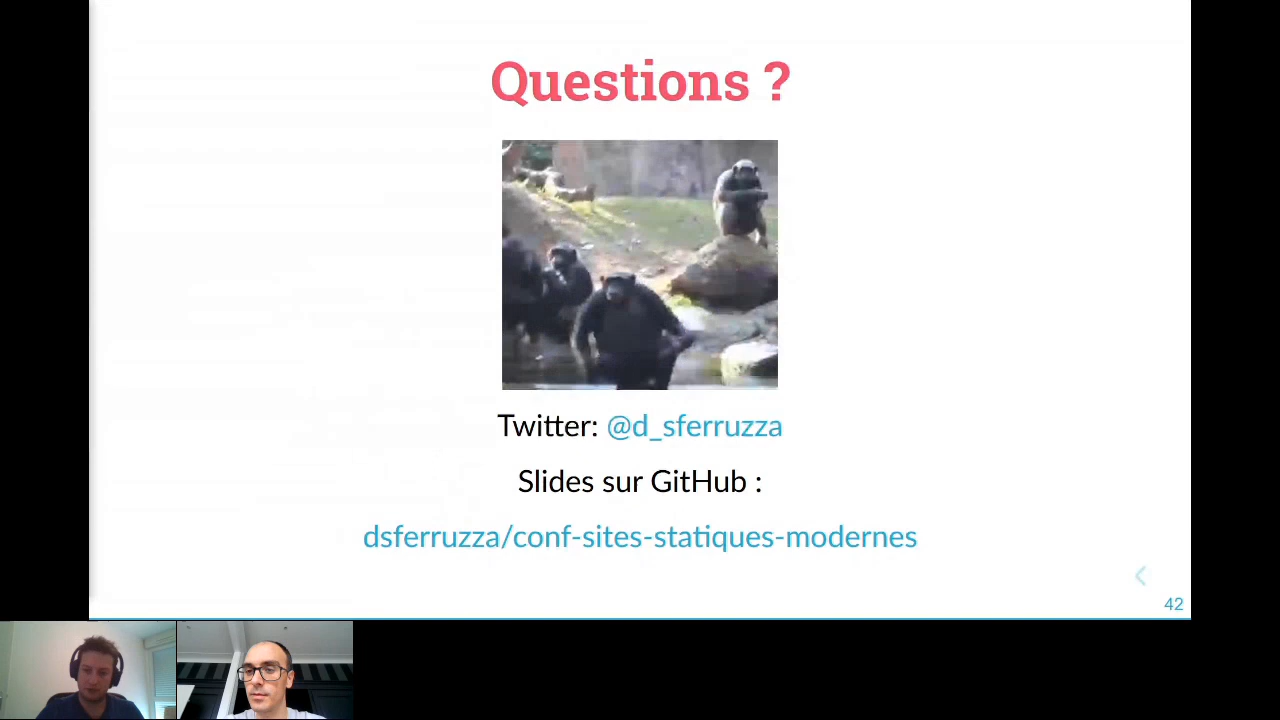 Questions ?
Twitter: @d_sferruzza
Slides sur GitHub :
dsferruzza/conf-sites-statiques-modernes
42